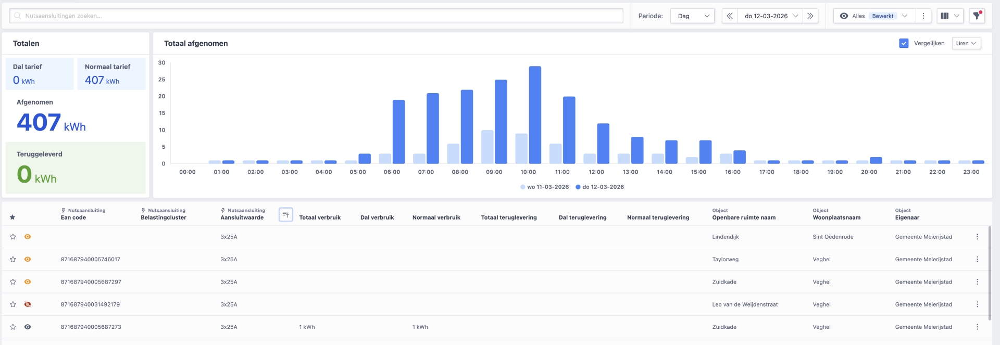 Nutsaansluitingen zoeken...
Periode:
Dag
do 12-03-2026
Alles
Bewerkt
Totalen
Dal tarief
0 kWh
Normaal tarief
407 kWh
Afgenomen
407 kWh
Teruggeleverd
0 kWh
Totaal afgenomen
Vergelijken
Uren
30
25
20
15
10
5
0
00:00 01:00 02:00 03:00 04:00 05:00 06:00 07:00 08:00 09:00 10:00 11:00 12:00 13:00 14:00 15:00 16:00 17:00 18:00 19:00 20:00 21:00 22:00 23:00
wo 11-03-2026 do 12-03-2026
Nutsaansluiting Nutsaansluiting Nutsaansluiting Object Object Object
Ean code Belastingcluster Aansluitwaarde Totaal verbruik Dal verbruik Normaal verbruik Totaal teruglevering Dal teruglevering Normaal teruglevering Openbare ruimte naam Woonplaatsnaam Eigenaar
3x25A Lindendijk Sint Oedenrode Gemeente Meierijstad
871687940005746017 3x25A Taylorweg Veghel Gemeente Meierijstad
871687940005687297 3x25A Zuidkade Veghel Gemeente Meierijstad
871687940031492179 3x25A Leo van de Weijdenstraat Veghel Gemeente Meierijstad
871687940005687273 3x25A 1 kWh 1 kWh Zuidkade Veghel Gemeente Meierijstad